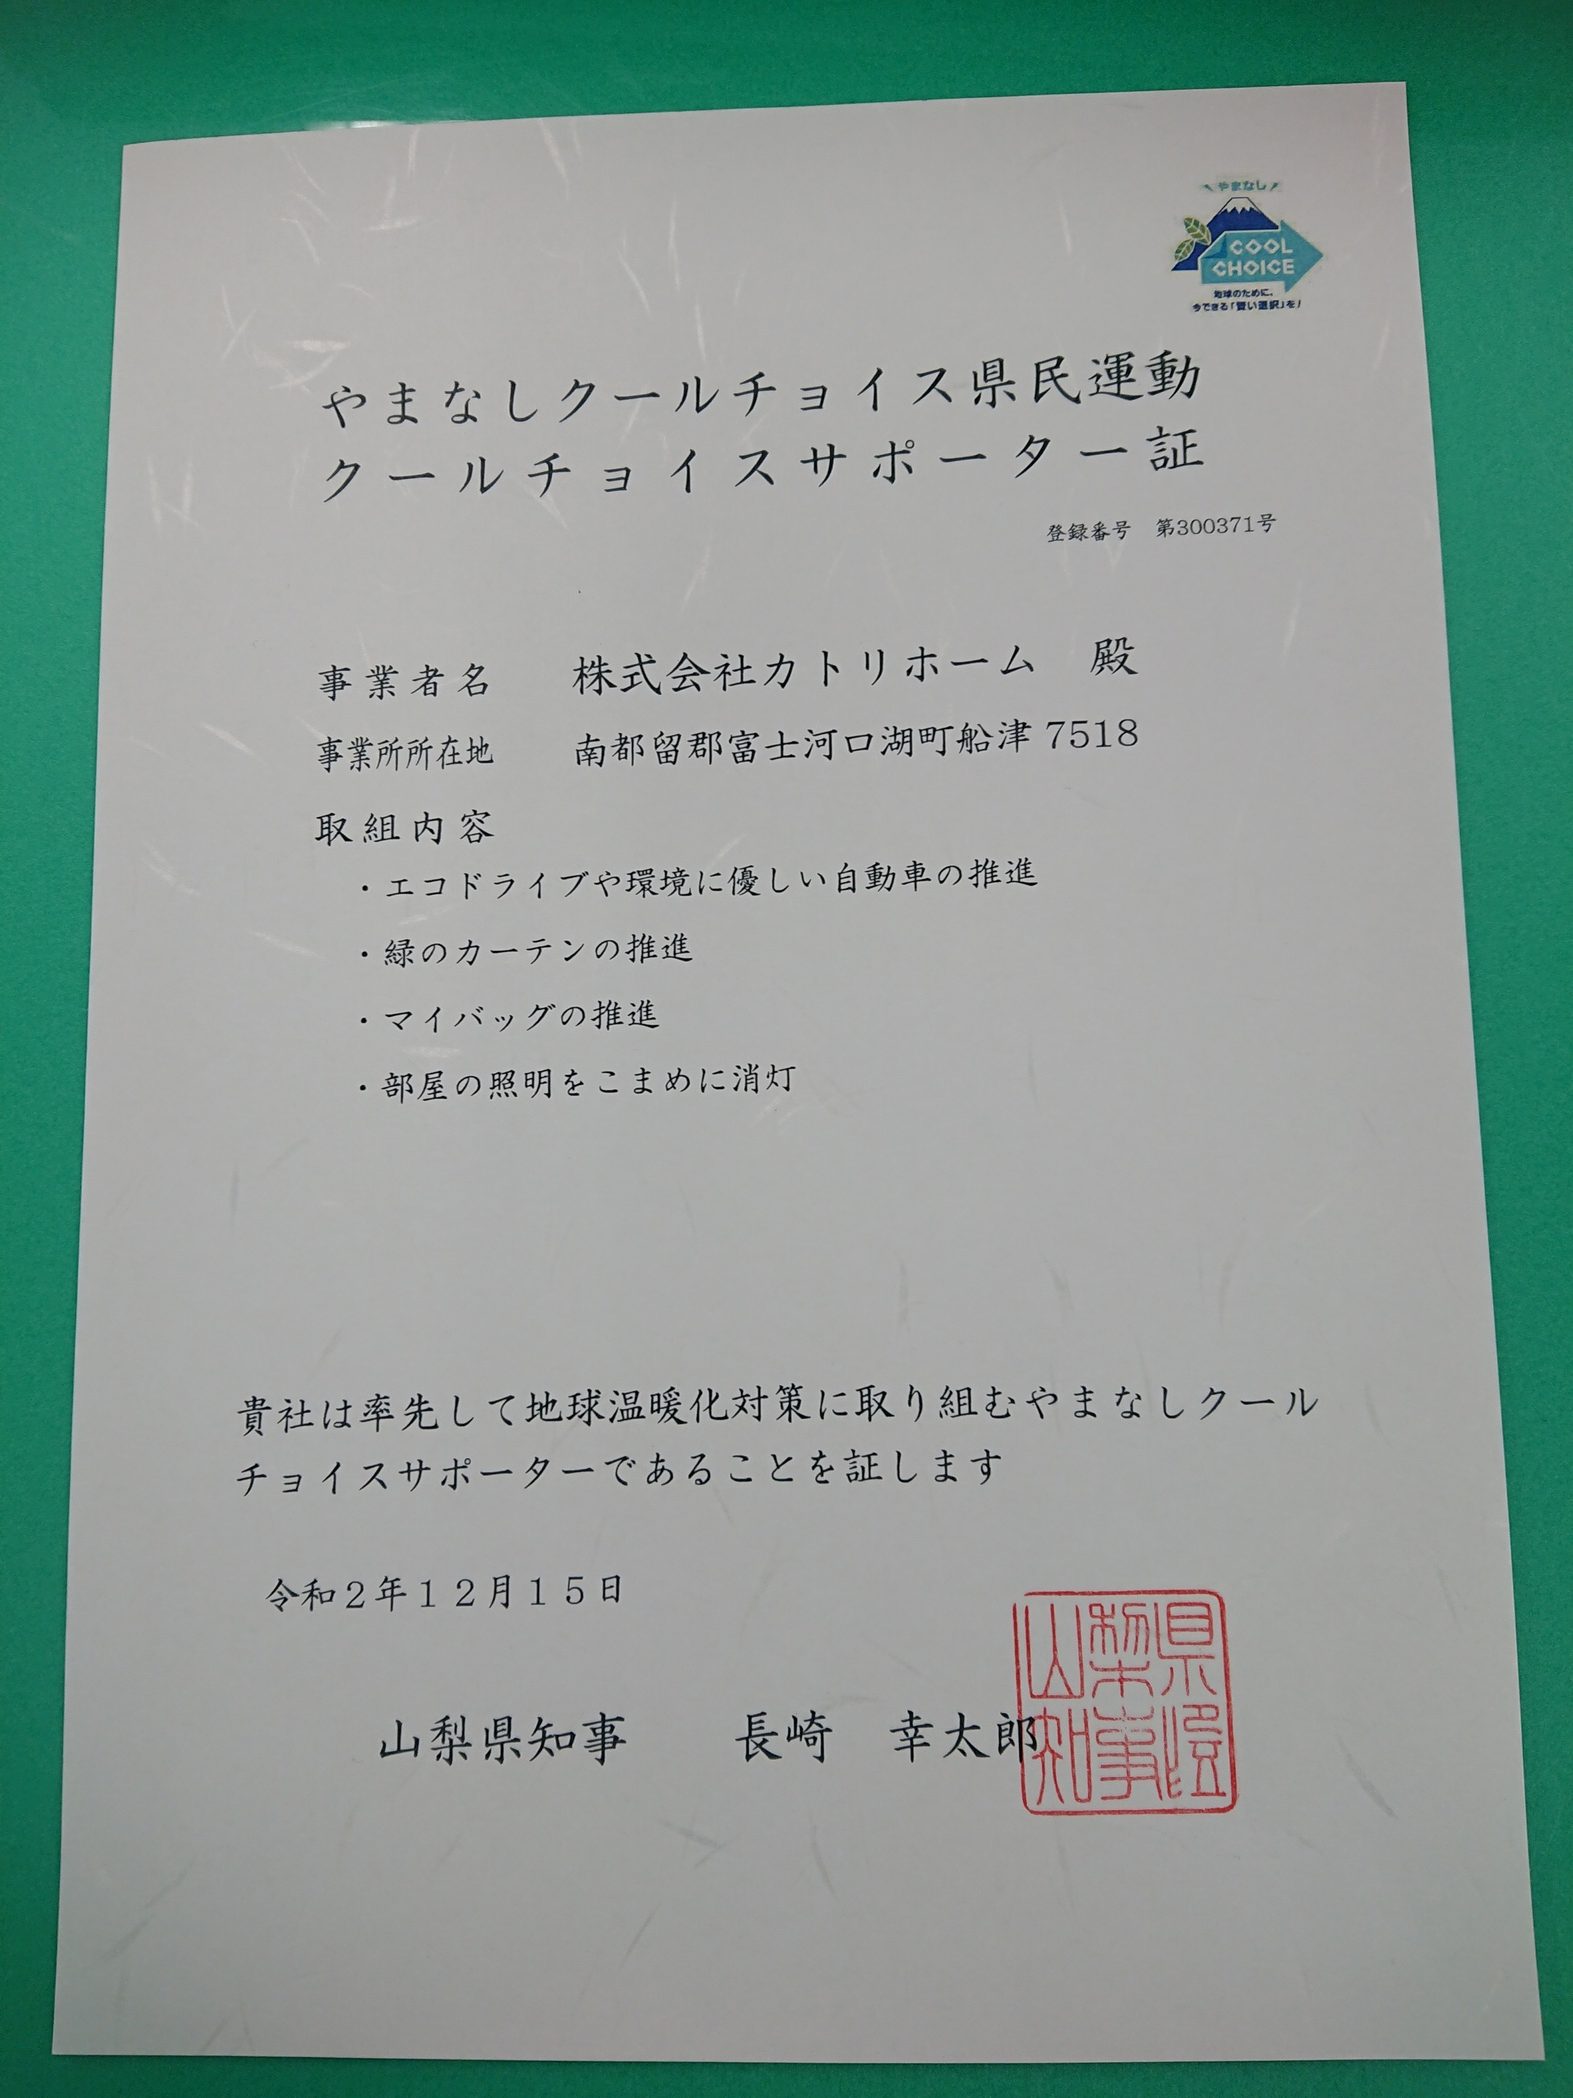 やまなし
COOL
CHOICE
地球のために、
今できる「賢い選択」を！
やまなしクールチョイス県民運動
クールチョイスサポーター証
登録番号　第300371号
事業者名　株式会社カトリホーム　殿
事業所所在地　南都留郡富士河口湖町船津 7518
取組内容
・エコドライブや環境に優しい自動車の推進
・緑のカーテンの推進
・マイバッグの推進
・部屋の照明をこまめに消灯
貴社は率先して地球温暖化対策に取り組むやまなしクール
チョイスサポーターであることを証します
令和２年１２月１５日
山梨県知事　長崎　幸太郎
山梨県
知事